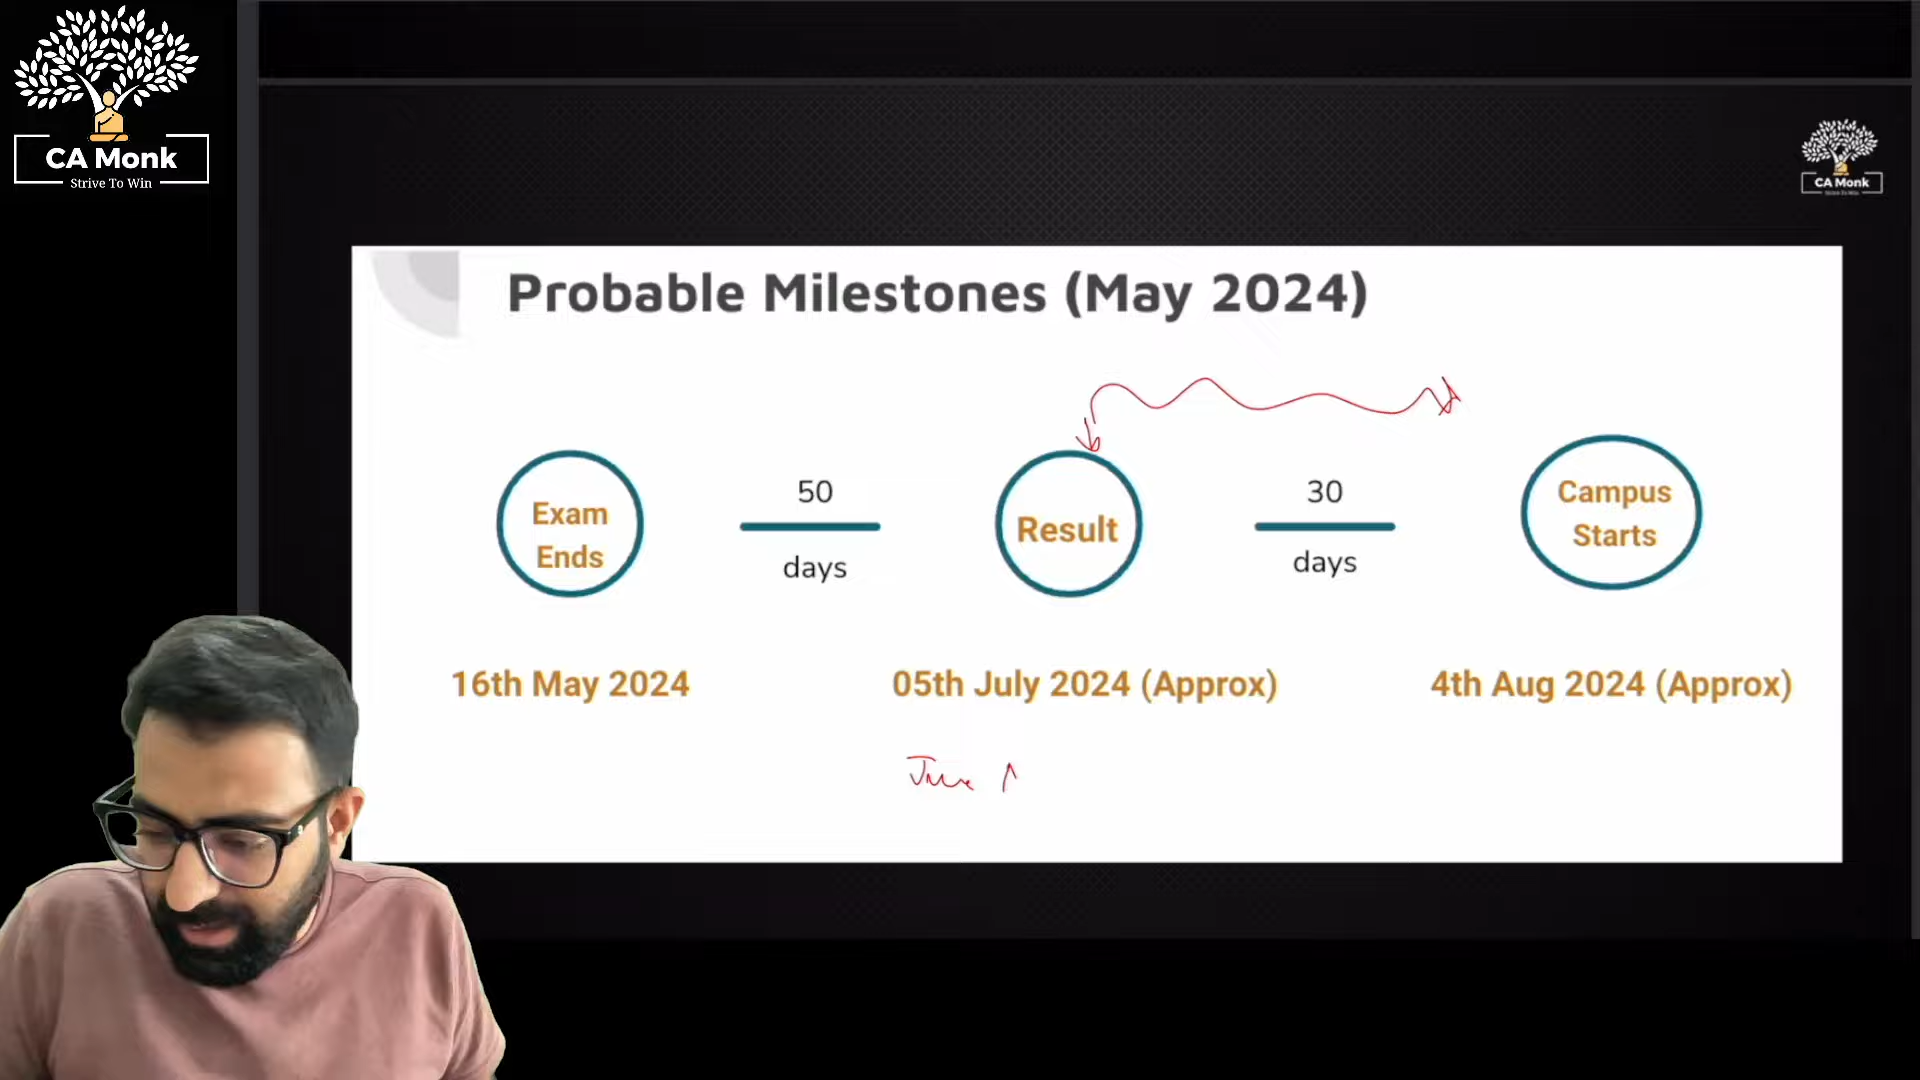 CA Monk
Strive To Win
CA Monk
Probable Milestones (May 2024)
Exam
Ends
50
days
Result
30
days
Campus
Starts
16th May 2024
05th July 2024 (Approx)
4th Aug 2024 (Approx)
June